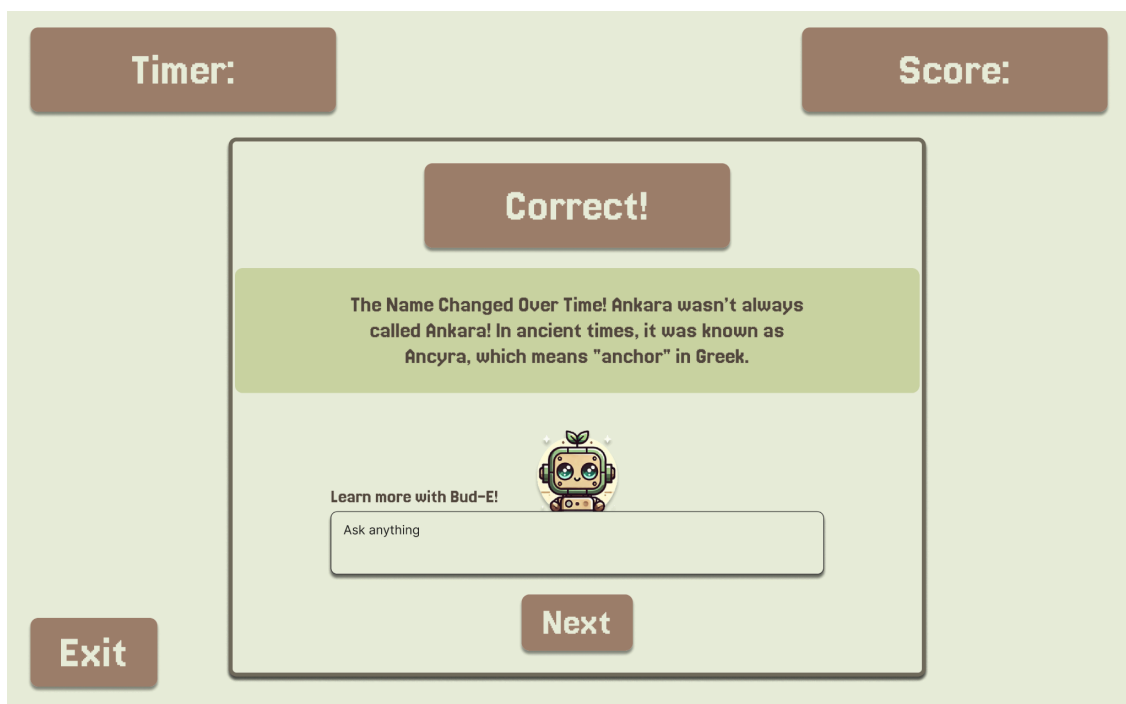 Timer:
Score:
Correct!
The Name Changed Over Time! Ankara wasn't always
called Ankara! In ancient times, it was known as
Ancyra, which means "anchor" in Greek.
Learn more with Bud-E!
Ask anything
Next
Exit